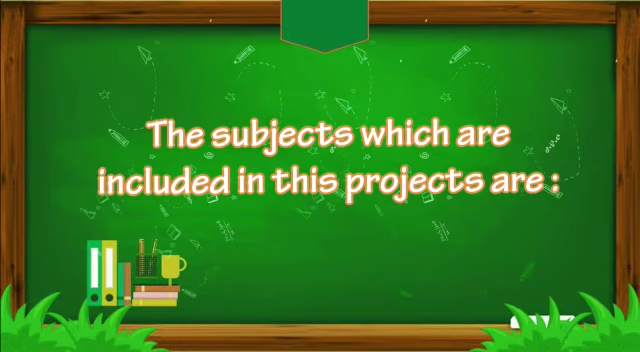 The subjects which are
included in this projects are :